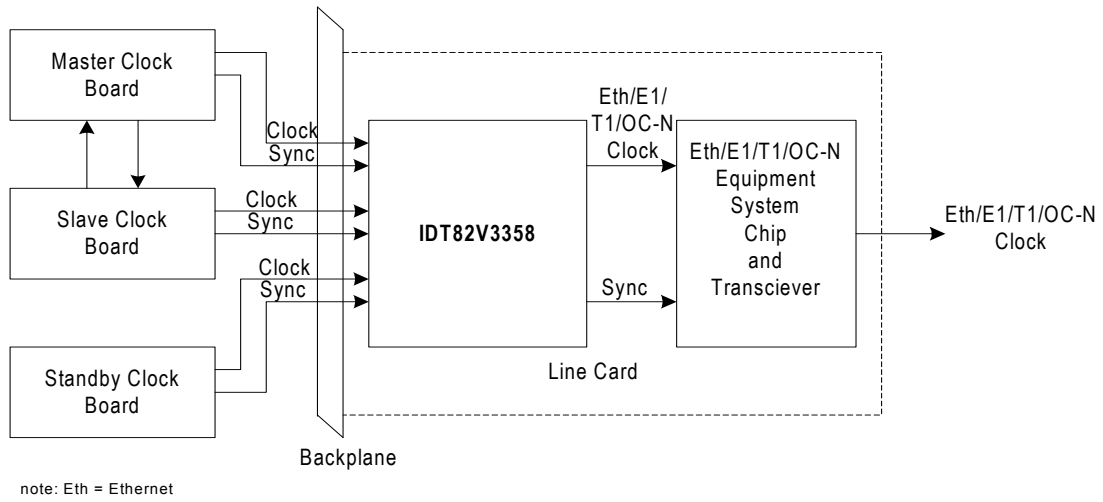 Master Clock
Board
Slave Clock
Board
Standby Clock
Board
Clock
Sync
Clock
Sync
Clock
Sync
Backplane
IDT82V3358
Eth/E1/
T1/OC-N
Clock
Sync
Line Card
Eth/E1/T1/OC-N
Equipment
System
Chip
and
Transciever
Eth/E1/T1/OC-N
Clock
note: Eth = Ethernet